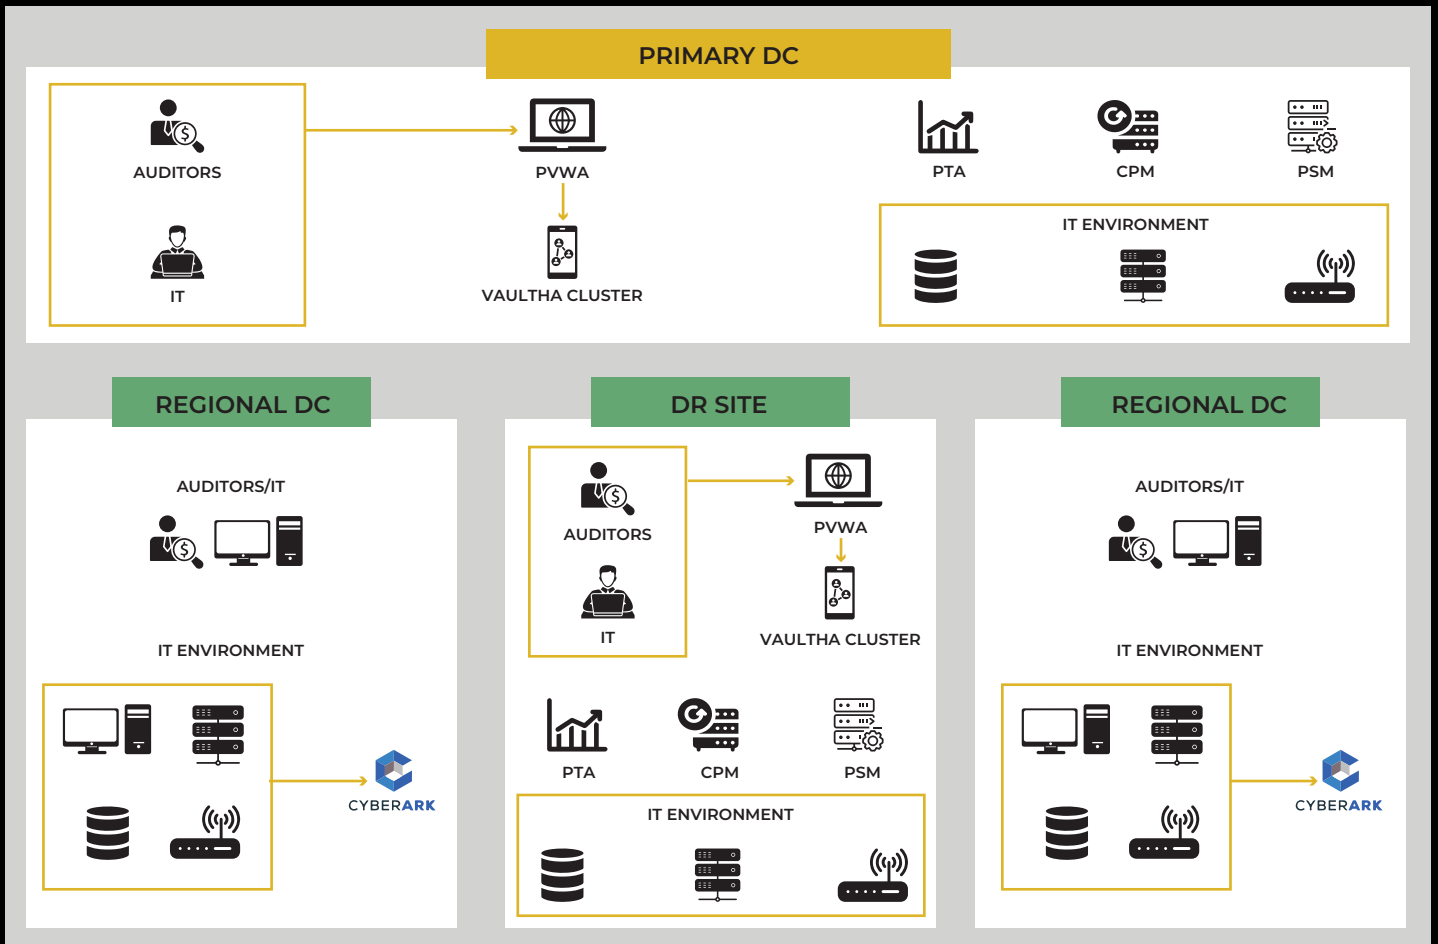 PRIMARY DC
AUDITORS
IT
PVWA
VAULTHA CLUSTER
PTA
CPM
PSM
IT ENVIRONMENT
REGIONAL DC
AUDITORS/IT
$
IT ENVIRONMENT
CYBERARK
DR SITE
AUDITORS
IT
PVWA
VAULTHA CLUSTER
PTA
CPM
PSM
IT ENVIRONMENT
REGIONAL DC
AUDITORS/IT
$
IT ENVIRONMENT
CYBERARK